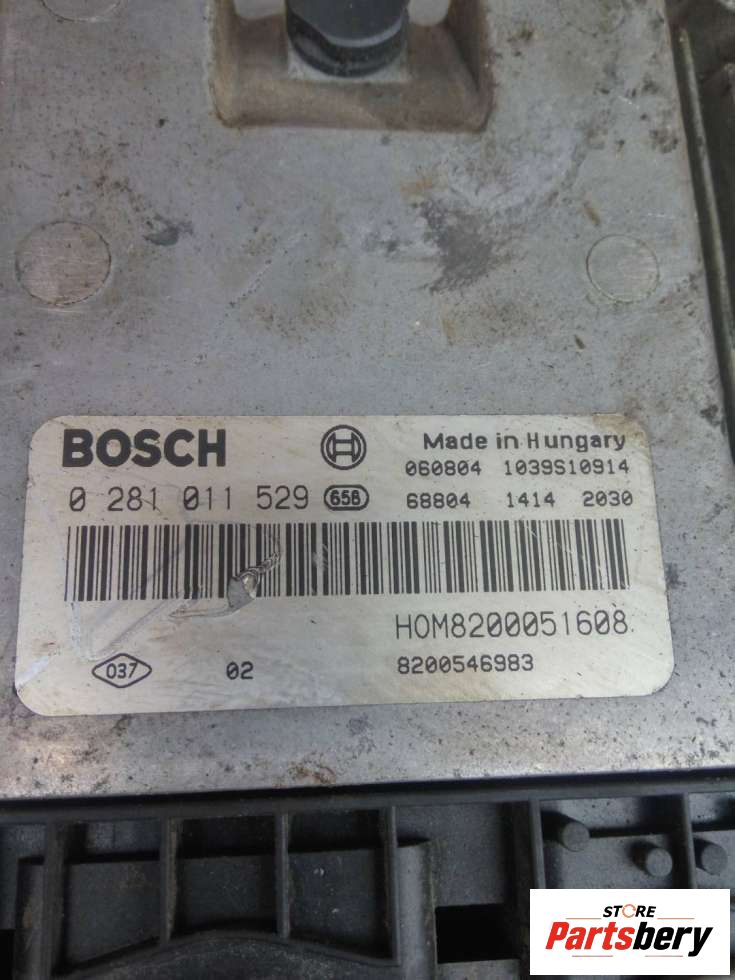 BOSCH
Made in Hungary
060804 1039S10914
0 281 011 529 656 68804 1414 2030
HOM8200051608
037 02 8200546983
STORE
Partsbery